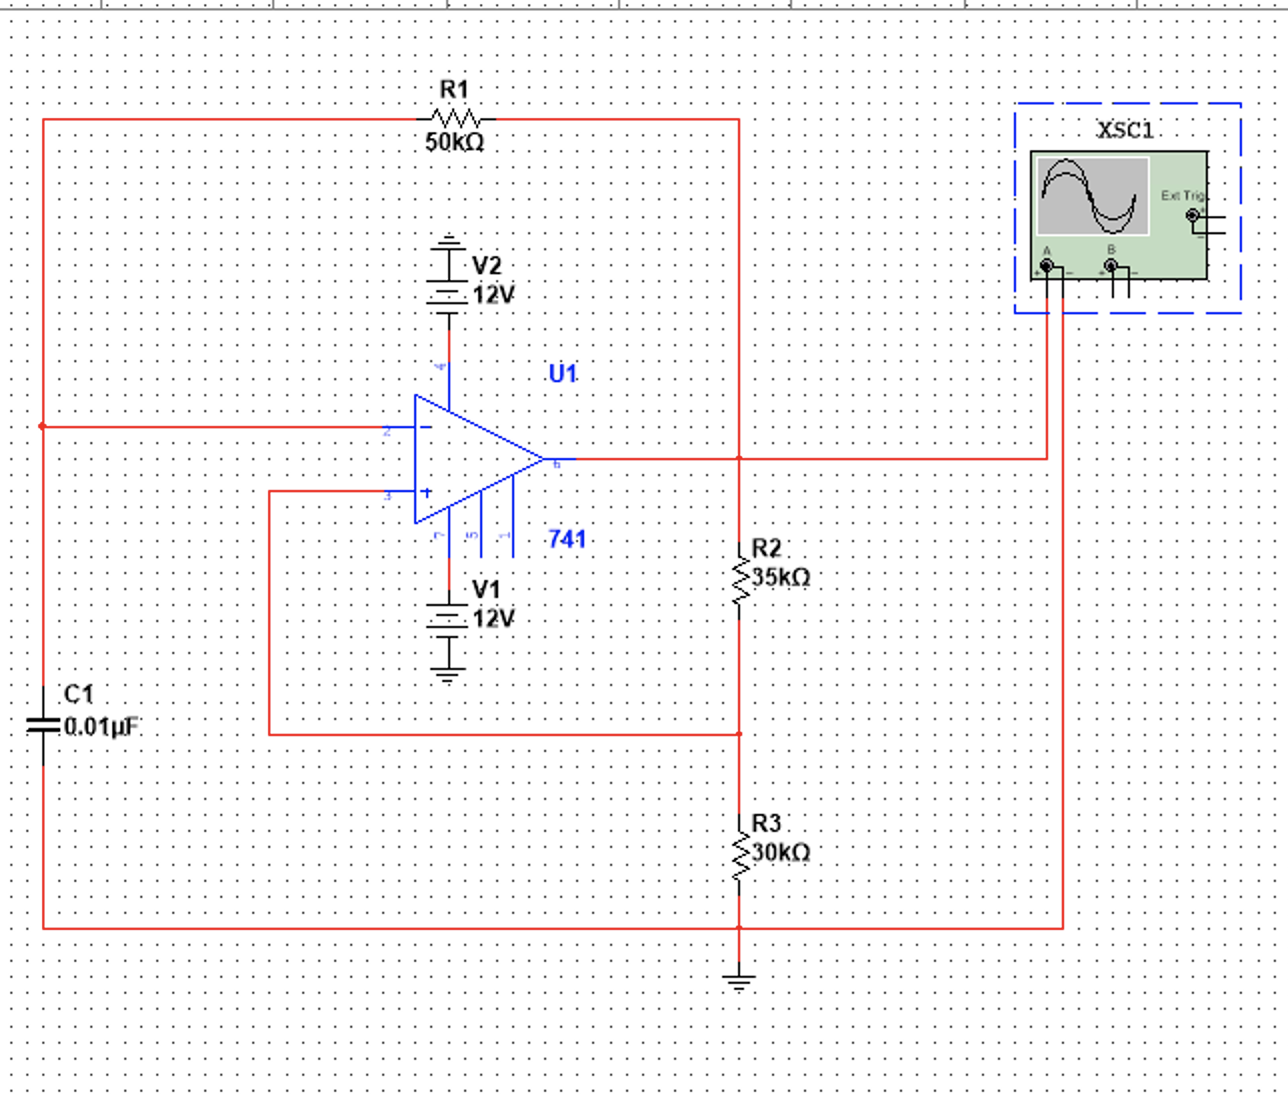 R1
50kΩ
XSC1
Ext Trig
+
−
A
B
+
−
+
−
V2
12V
4
U1
2
−
6
3
+
7
5
1
741
R2
35kΩ
V1
12V
C1
0.01µF
R3
30kΩ